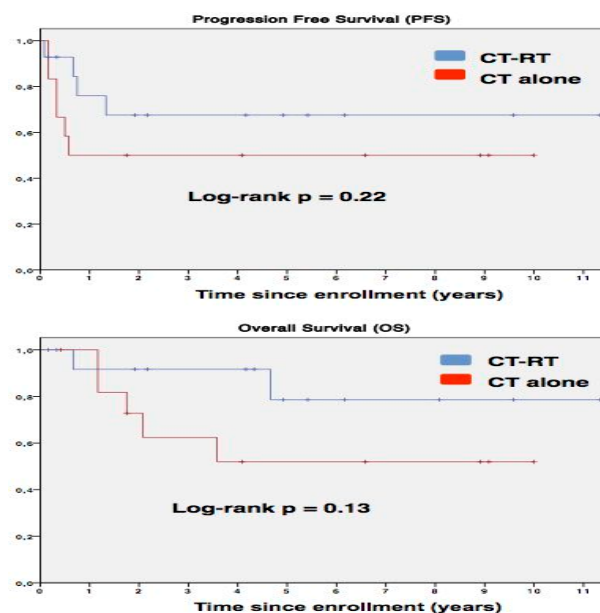 Progression Free Survival (PFS)
1,0
0,8
0,6
0,4
0,2
0,0
CT-RT
CT alone
Log-rank p = 0.22
0 1 2 3 4 5 6 7 8 9 10 11
Time since enrollment (years)
Overall Survival (OS)
1,0
0,8
0,6
0,4
0,2
0,0
CT-RT
CT alone
Log-rank p = 0.13
0 1 2 3 4 5 6 7 8 9 10 11
Time since enrollment (years)